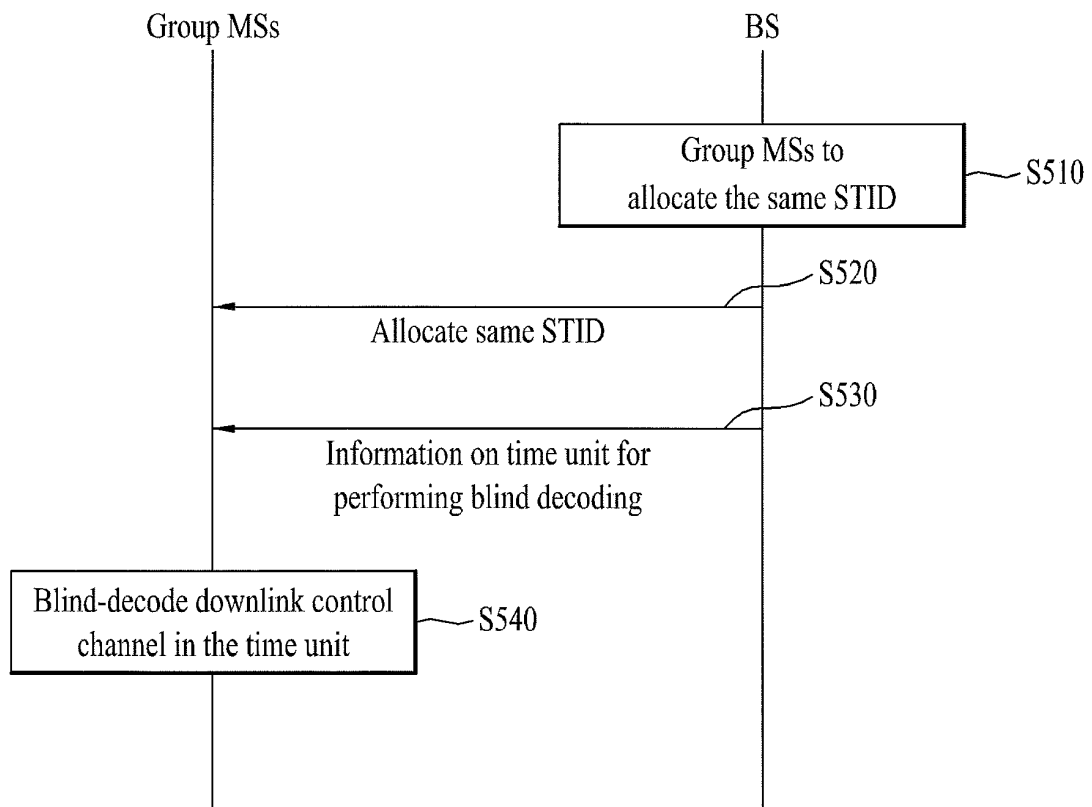 Group MSs
BS
Group MSs to
allocate the same STID
S510
S520
Allocate same STID
S530
Information on time unit for
performing blind decoding
Blind-decode downlink control
channel in the time unit
S540